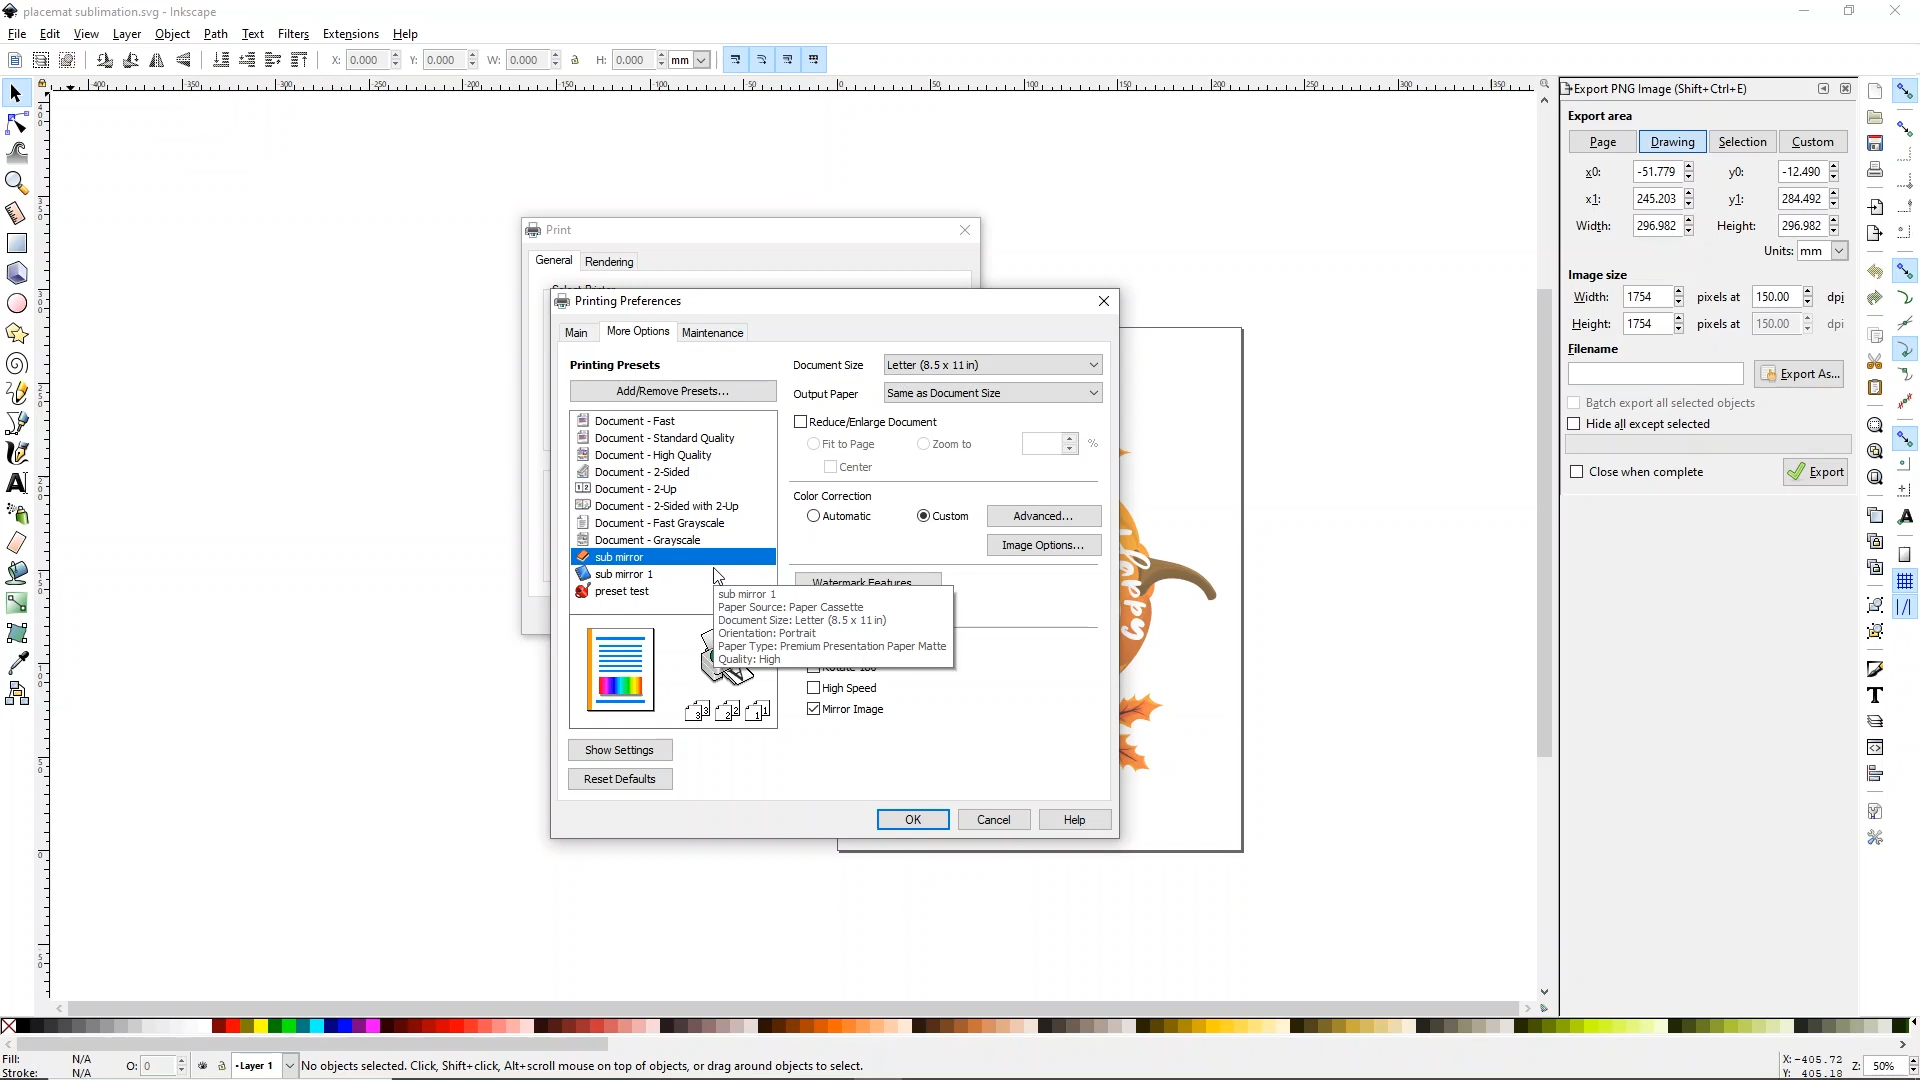 placemat sublimation.svg - Inkscape
File Edit View Layer Object Path Text Filters Extensions Help
X: 0.000 Y: 0.000 W: 0.000 H: 0.000 mm
Export PNG Image (Shift+Ctrl+E)
Export area
Page Drawing Selection Custom
x0: -51.779 y0: -12.490
x1: 245.203 y1: 284.492
Width: 296.982 Height: 296.982
Units: mm
Image size
Width: 1754 pixels at 150.00 dpi
Height: 1754 pixels at 150.00 dpi
Filename
Export As...
Batch export all selected objects
Hide all except selected
Close when complete Export
Print
General Rendering
Printing Preferences
Main More Options Maintenance
Printing Presets
Add/Remove Presets...
Document - Fast
Document - Standard Quality
Document - High Quality
Document - 2-Sided
Document - 2-Up
Document - 2-Sided with 2-Up
Document - Fast Grayscale
Document - Grayscale
sub mirror
sub mirror 1
preset test
Show Settings
Reset Defaults
Document Size Letter (8.5 x 11 in)
Output Paper Same as Document Size
Reduce/Enlarge Document
Fit to Page Zoom to %
Center
Color Correction
Automatic Custom Advanced...
Image Options...
Watermark Features
sub mirror 1
Paper Source: Paper Cassette
Document Size: Letter (8.5 x 11 in)
Orientation: Portrait
Paper Type: Premium Presentation Paper Matte
Quality: High
High Speed
Mirror Image
OK Cancel Help
Happy
Fill: N/A
Stroke: N/A
O: 0
-Layer 1
No objects selected. Click, Shift+click, Alt+scroll mouse on top of objects, or drag around objects to select.
X: -405.72
Y: 405.18
Z: 50%